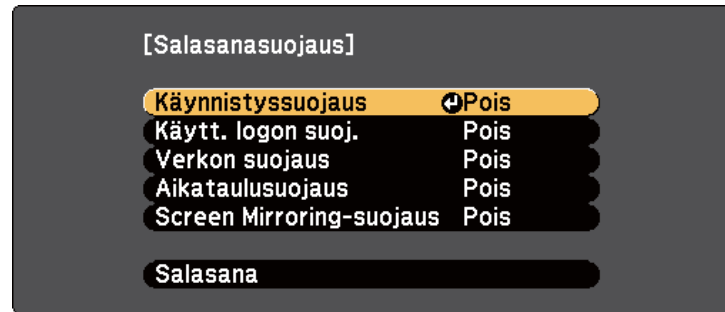 [Salasanasuojaus]
Käynnistyssuojaus Pois
Käytt. logon suoj. Pois
Verkon suojaus Pois
Aikataulusuojaus Pois
Screen Mirroring-suojaus Pois
Salasana